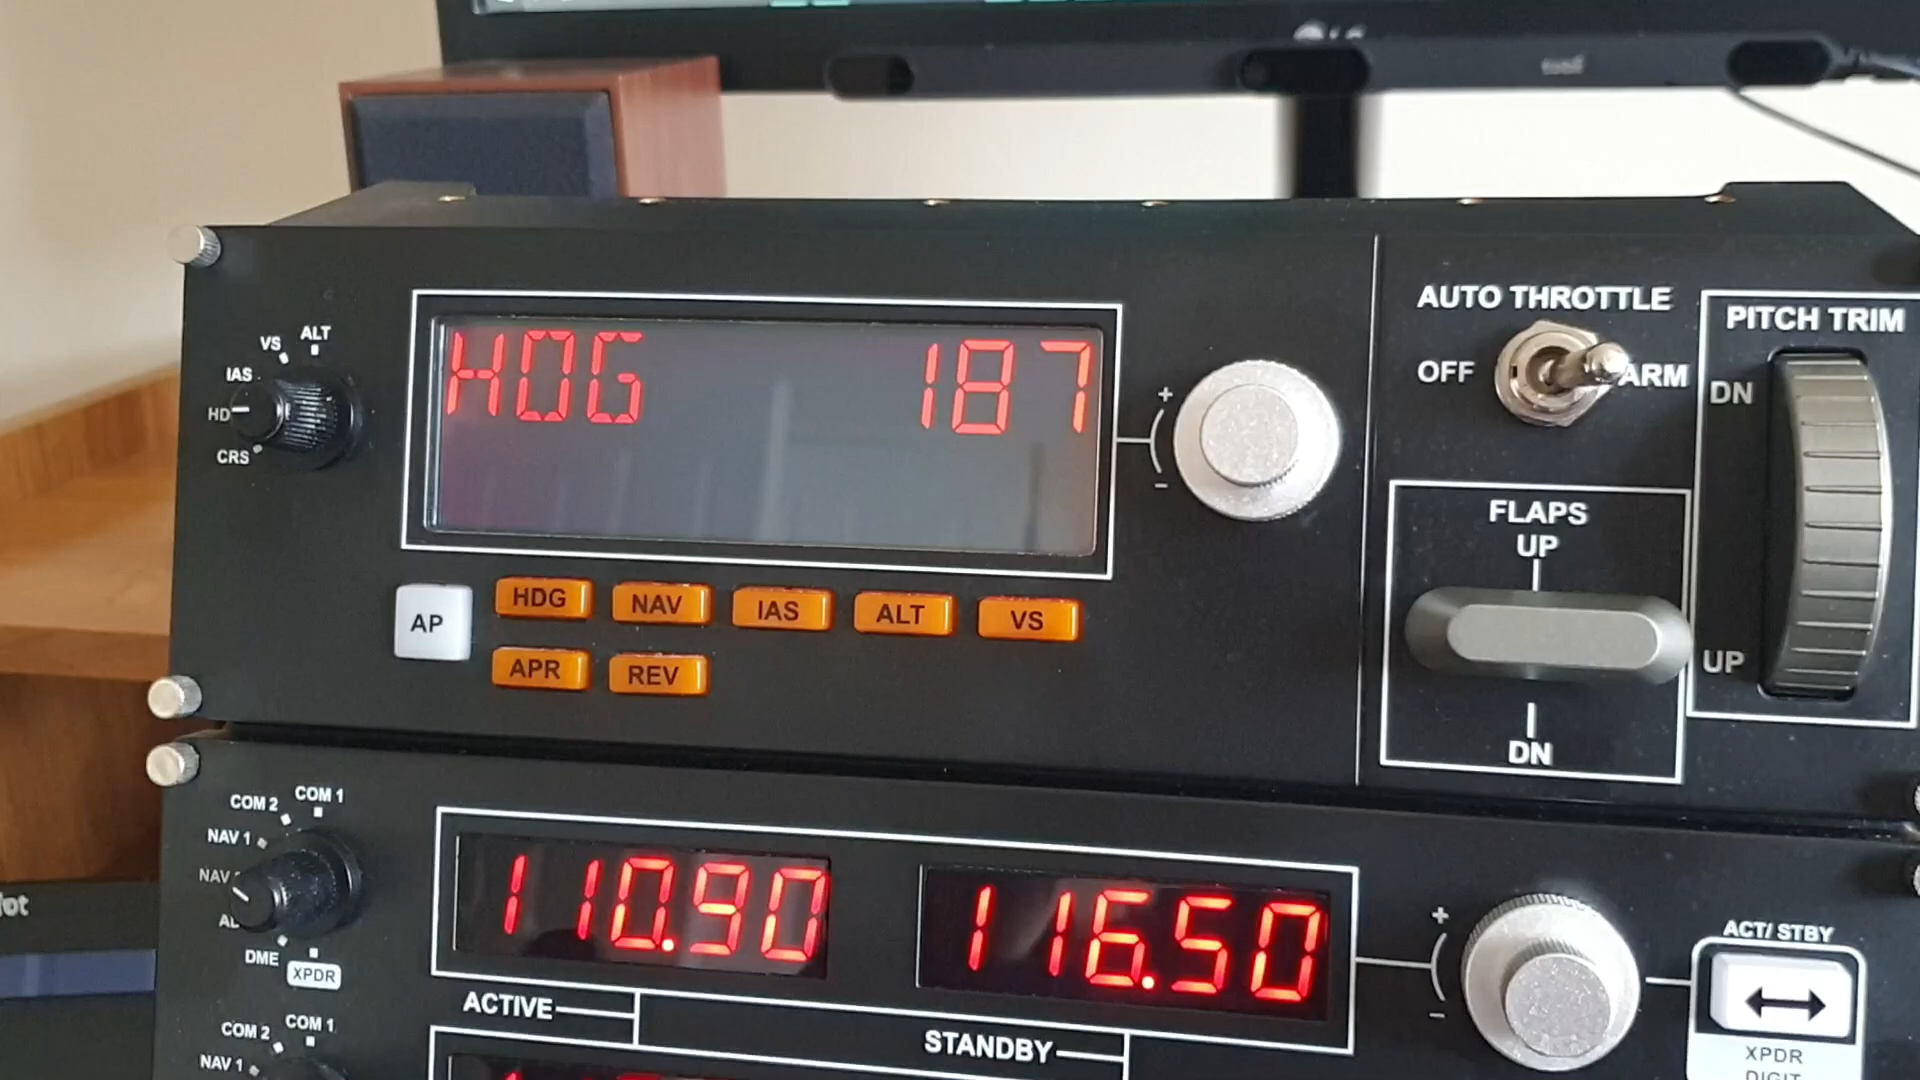 LG
VS
ALT
IAS
HD
CRS
HDG 187
+
-
AUTO THROTTLE
OFF
ARM
PITCH TRIM
DN
UP
FLAPS
UP
DN
AP
HDG
NAV
IAS
ALT
VS
APR
REV
COM 2
COM 1
NAV 1
NAV
DME
XPDR
110.90
116.50
+
-
ACT/ STBY
ACTIVE
STANDBY
XPDR
DIGIT
COM 2
COM 1
NAV 1